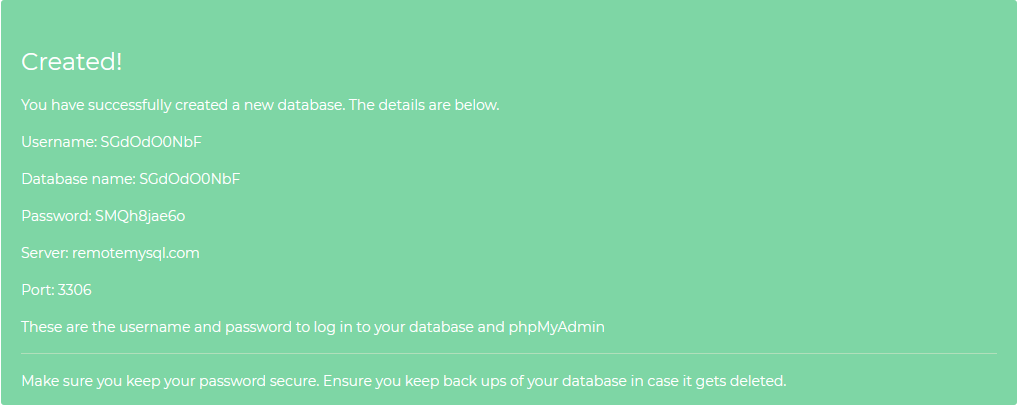 Created!
You have successfully created a new database. The details are below.
Username: SGdOdO0NbF
Database name: SGdOdO0NbF
Password: SMQh8jae6o
Server: remotemysql.com
Port: 3306
These are the username and password to log in to your database and phpMyAdmin
Make sure you keep your password secure. Ensure you keep back ups of your database in case it gets deleted.